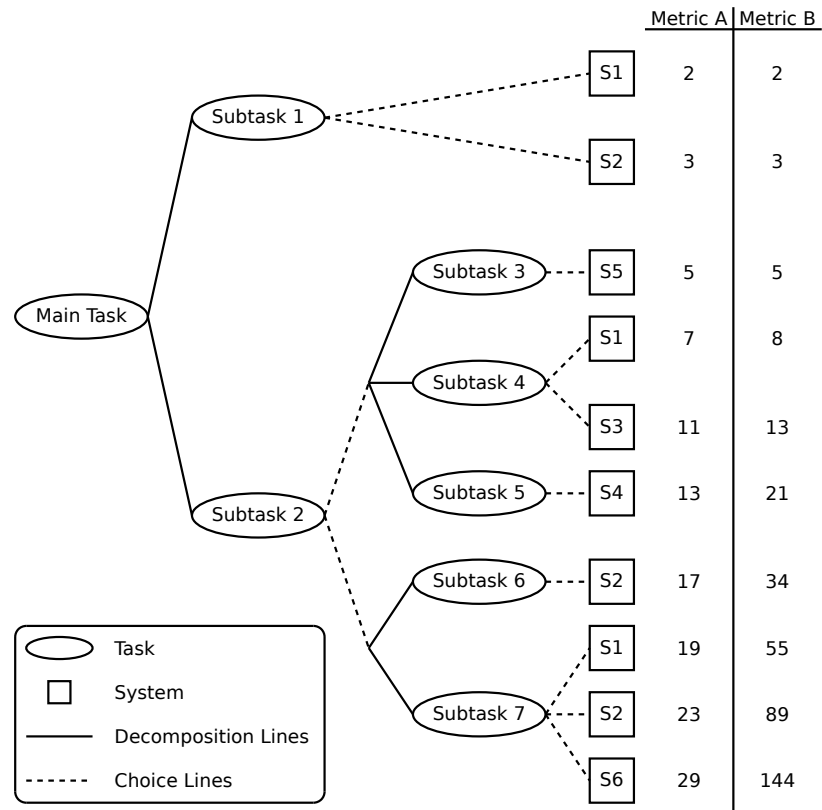 Metric A Metric B
S1 2 2
Subtask 1
S2 3 3
Subtask 3 S5 5 5
Main Task
S1 7 8
Subtask 4
S3 11 13
Subtask 5 S4 13 21
Subtask 2
Subtask 6 S2 17 34
S1 19 55
Subtask 7 S2 23 89
S6 29 144
Task
System
Decomposition Lines
Choice Lines